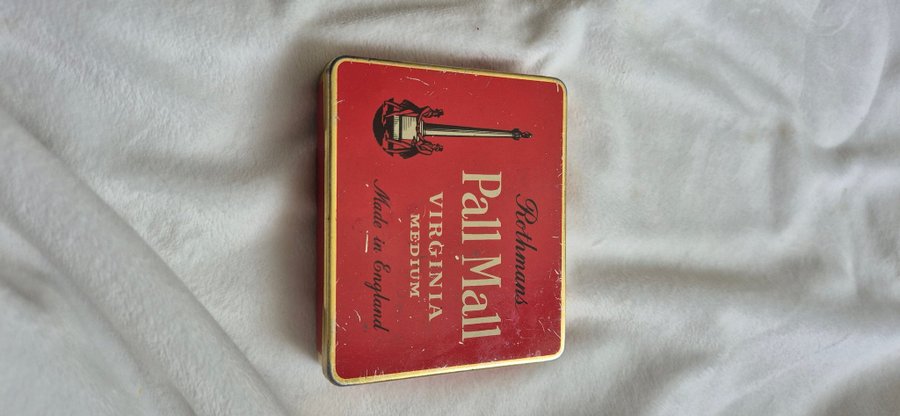 Rothmans
Pall Mall
VIRGINIA
MEDIUM
Made in England